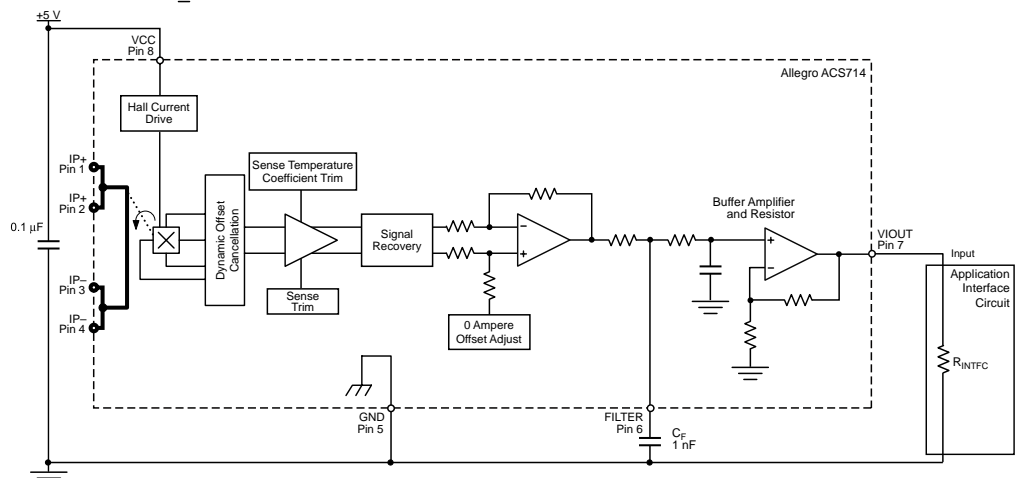 +5 V
VCC
Pin 8
Allegro ACS714
Hall Current
Drive
IP+
Pin 1
IP+
Pin 2
IP–
Pin 3
IP–
Pin 4
0.1 µF
Dynamic Offset
Cancellation
Sense Temperature
Coefficient Trim
Sense
Trim
Signal
Recovery
0 Ampere
Offset Adjust
–
+
Buffer Amplifier
and Resistor
+
–
VIOUT
Pin 7
Input
Application
Interface
Circuit
RINTFC
GND
Pin 5
FILTER
Pin 6
CF
1 nF